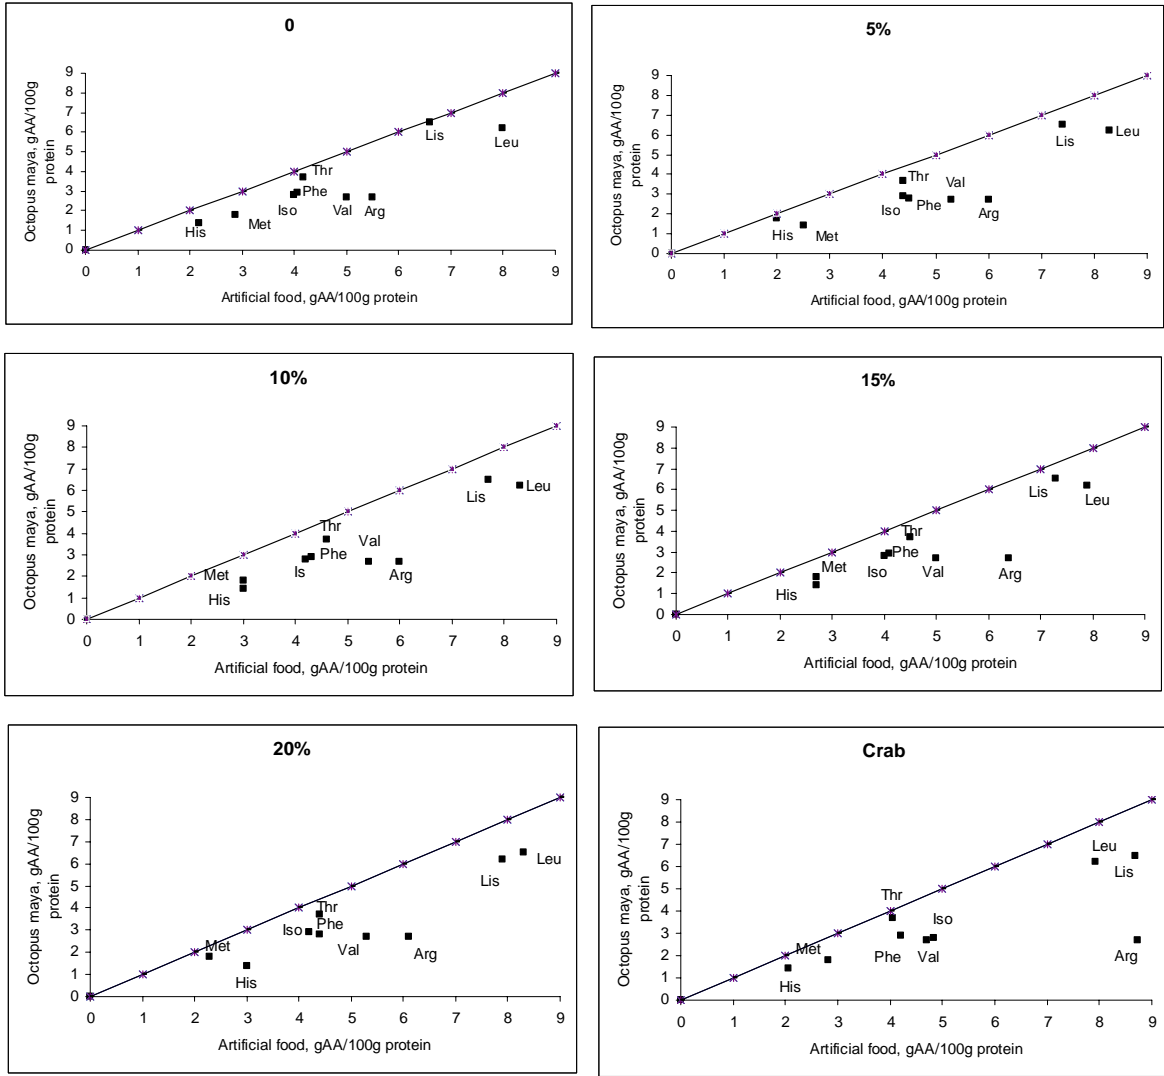 0
Octopus maya, gAA/100g
protein
9
8
7
6
5
4
3
2
1
0
Lis
Leu
Thr
Phe
Iso
Val
Arg
Met
His
0 1 2 3 4 5 6 7 8 9
Artificial food, gAA/100g protein
5%
Octopus maya, gAA/100g
protein
9
8
7
6
5
4
3
2
1
0
Lis
Leu
Thr
Val
Iso
Phe
Arg
His
Met
0 1 2 3 4 5 6 7 8 9
Artificial food, gAA/100g protein
10%
Octopus maya, gAA/100g
protein
9
8
7
6
5
4
3
2
1
0
Lis
Leu
Thr
Val
Phe
Is
Arg
Met
His
0 1 2 3 4 5 6 7 8 9
Artificial food, gAA/100g protein
15%
Octopus maya, gAA/100g
protein
9
8
7
6
5
4
3
2
1
0
Lis
Leu
Thr
Phe
Iso
Val
Arg
Met
His
0 1 2 3 4 5 6 7 8 9
Artificial food, gAA/100g protein
20%
Octopus maya, gAA/100g
protein
9
8
7
6
5
4
3
2
1
0
Leu
Lis
Thr
Phe
Iso
Val
Arg
Met
His
0 1 2 3 4 5 6 7 8 9
Artificial food, gAA/100g protein
Crab
Octopus maya, gAA/100g
protein
9
8
7
6
5
4
3
2
1
0
Leu
Lis
Thr
Iso
Met
Phe
Val
Arg
His
0 1 2 3 4 5 6 7 8 9
Artificial food, gAA/100g protein